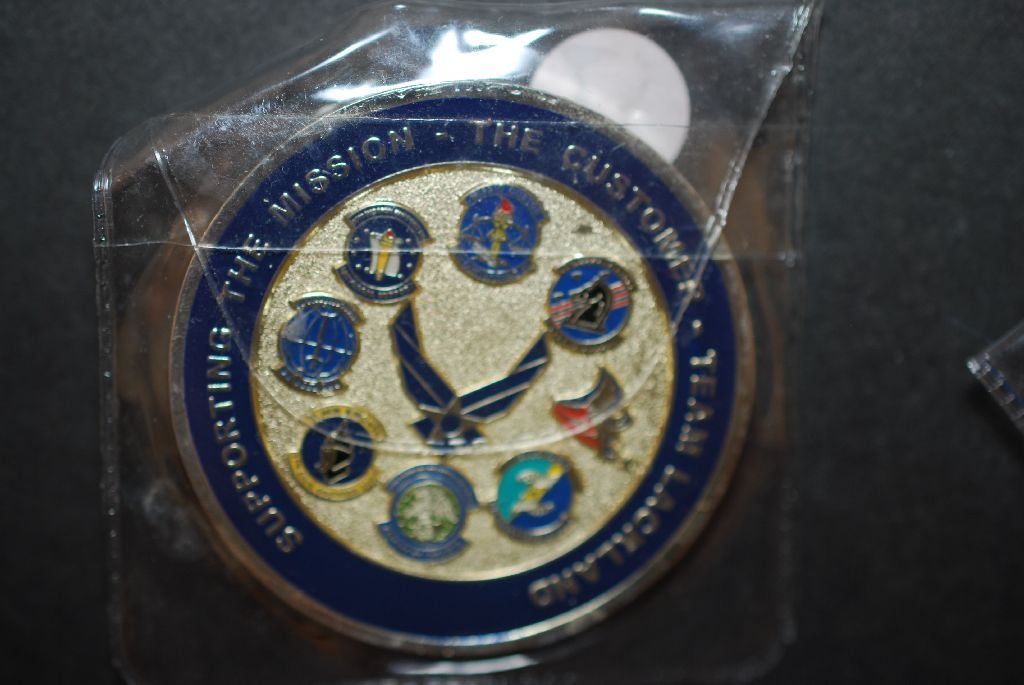 SUPPORTING THE MISSION - THE CUSTOMER - TEAM LACKLAND